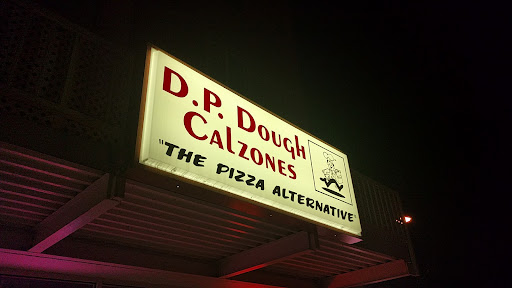 D.P. Dough
Calzones
"THE PIZZA ALTERNATIVE"